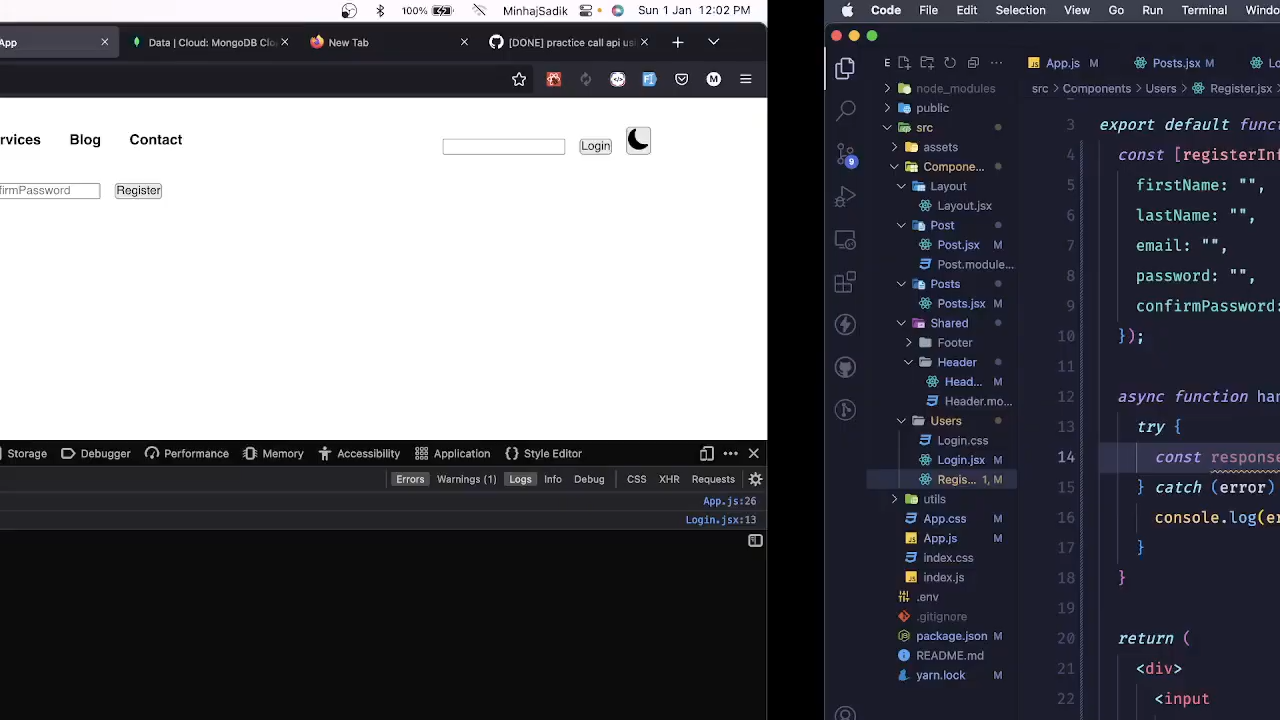 100% MinhajSadik Sun 1 Jan 12:02 PM
App
Data | Cloud: MongoDB Clo
New Tab
[DONE] practice call api us
M
rvices Blog Contact
Login
firmPassword Register
Storage Debugger Performance Memory Accessibility Application Style Editor
Errors Warnings (1) Logs Info Debug CSS XHR Requests
App.js:26
Login.jsx:13
Code File Edit Selection View Go Run Terminal Windo
E App.js M Posts.jsx M Lo
src > Components > Users > Register.jsx >
node_modules
public
src
assets
Compone...
Layout
Layout.jsx
Post
Post.jsx M
Post.module...
Posts
Posts.jsx M
Shared
Footer
Header
Head... M
Header.mo...
Users
Login.css
Login.jsx M
Regis... 1, M
utils
App.css M
App.js M
index.css
index.js
.env
.gitignore
package.json M
README.md
yarn.lock
9
3 export default func
4 const [registerInf
5 firstName: "",
6 lastName: "",
7 email: "",
8 password: "",
9 confirmPassword:
10 });
11
12 async function han
13 try {
14 const response
15 } catch (error)
16 console.log(er
17 }
18 }
19
20 return (
21 <div>
22 <input